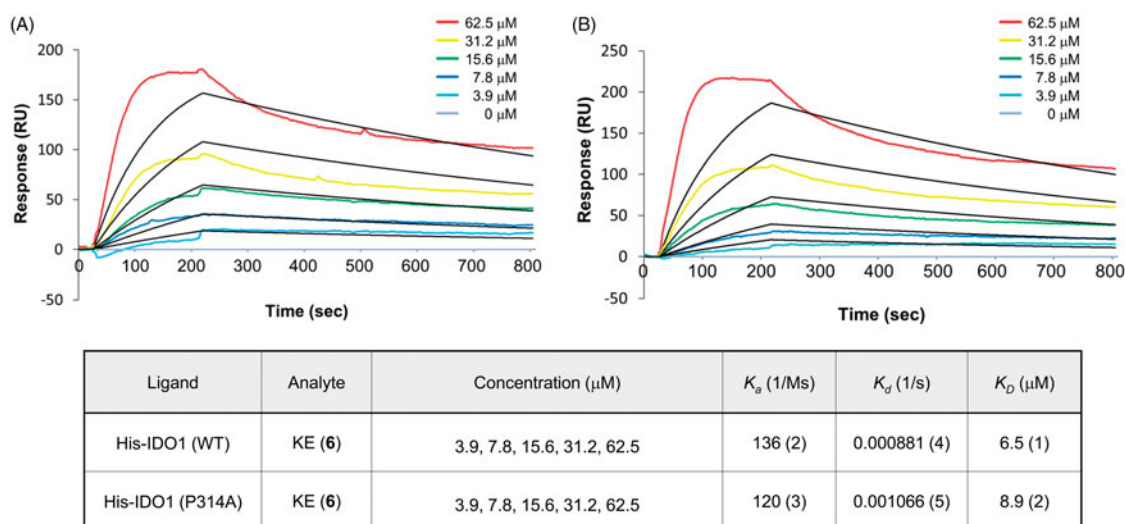 (A)
62.5 µM
31.2 µM
15.6 µM
7.8 µM
3.9 µM
0 µM
200
150
100
50
0
-50
Response (RU)
0 100 200 300 400 500 600 700 800
Time (sec)
(B)
62.5 µM
31.2 µM
15.6 µM
7.8 µM
3.9 µM
0 µM
250
200
150
100
50
0
-50
Response (RU)
0 100 200 300 400 500 600 700 800
Time (sec)
Ligand Analyte Concentration (µM) Ka (1/Ms) Kd (1/s) KD (µM)
His-IDO1 (WT) KE (6) 3.9, 7.8, 15.6, 31.2, 62.5 136 (2) 0.000881 (4) 6.5 (1)
His-IDO1 (P314A) KE (6) 3.9, 7.8, 15.6, 31.2, 62.5 120 (3) 0.001066 (5) 8.9 (2)